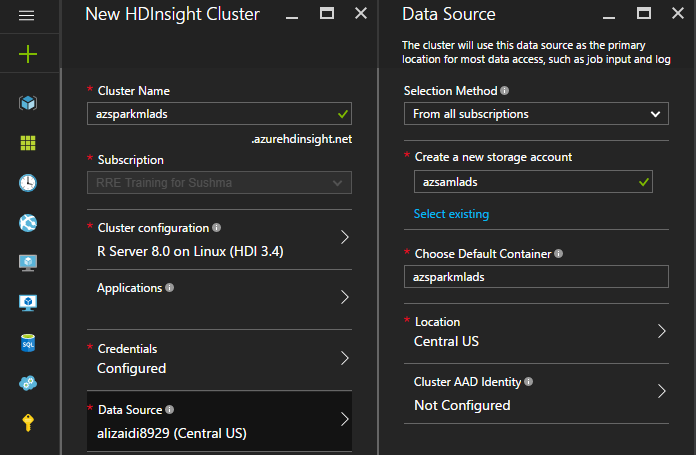 New HDInsight Cluster
* Cluster Name
azsparkmlads
.azurehdinsight.net
* Subscription
RRE Training for Sushma
* Cluster configuration
R Server 8.0 on Linux (HDI 3.4)
Applications
* Credentials
Configured
* Data Source
alizaidi8929 (Central US)
SQL
Data Source
The cluster will use this data source as the primary
location for most data access, such as job input and log
Selection Method
From all subscriptions
* Create a new storage account
azsamlads
Select existing
* Choose Default Container
azsparkmlads
* Location
Central US
Cluster AAD Identity
Not Configured